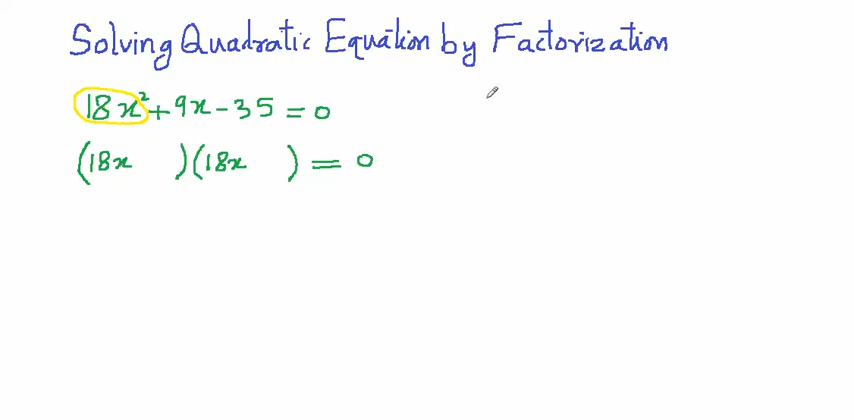 Solving Quadratic Equation by Factorization
18x² + 9x - 35 = 0
(18x    )(18x    ) = 0